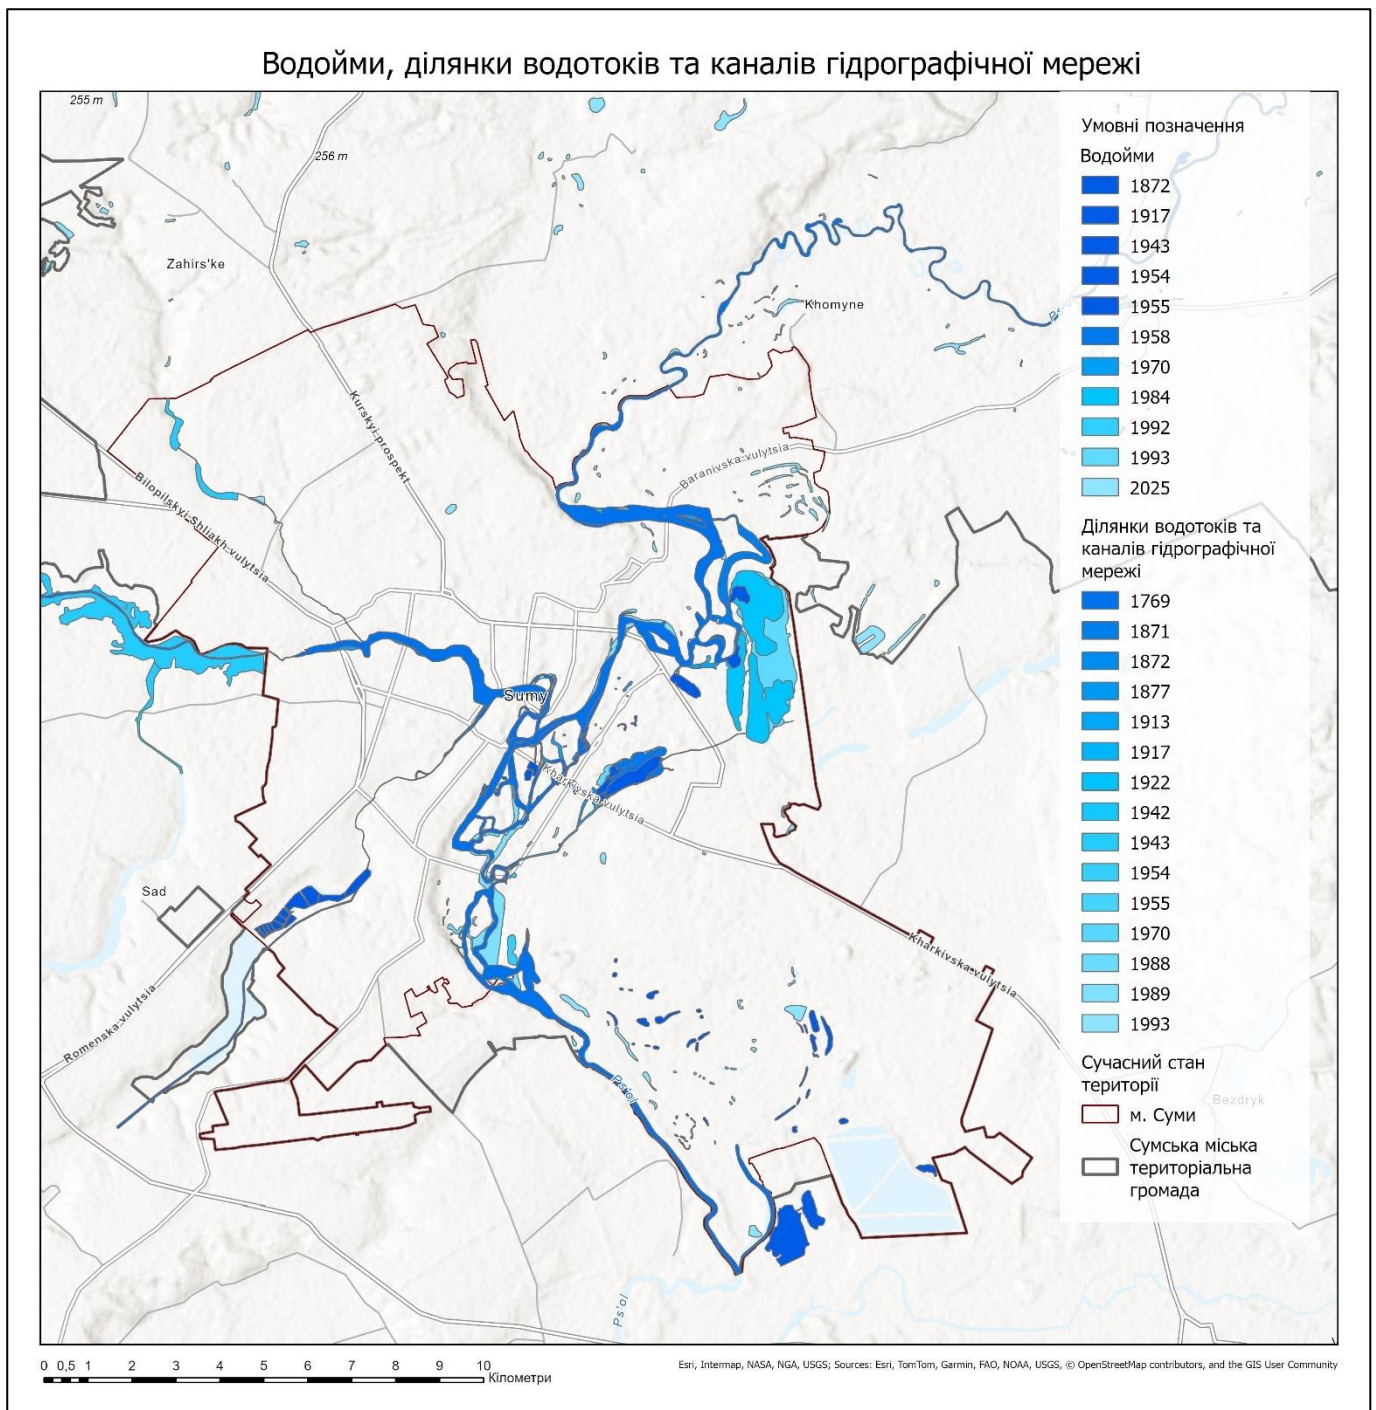 Водойми, ділянки водотоків та каналів гідрографічної мережі
255 m
256 m
Zahirs'ke
Khomyne
Kurskyi prospekt
Baranivska vulytsia
Bilopilskyi Shliakh vulytsia
Sumy
Kharkivska vulytsia
Sad
Kharkivska vulytsia
Romenska vulytsia
Ps'ol
Ps'ol
Bezdryk
Умовні позначення
Водойми
1872
1917
1943
1954
1955
1958
1970
1984
1992
1993
2025
Ділянки водотоків та
каналів гідрографічної
мережі
1769
1871
1872
1877
1913
1917
1922
1942
1943
1954
1955
1970
1988
1989
1993
Сучасний стан
території
м. Суми
Сумська міська
територіальна
громада
0 0,5 1 2 3 4 5 6 7 8 9 10
Кілометри
Esri, Intermap, NASA, NGA, USGS; Sources: Esri, TomTom, Garmin, FAO, NOAA, USGS, © OpenStreetMap contributors, and the GIS User Community